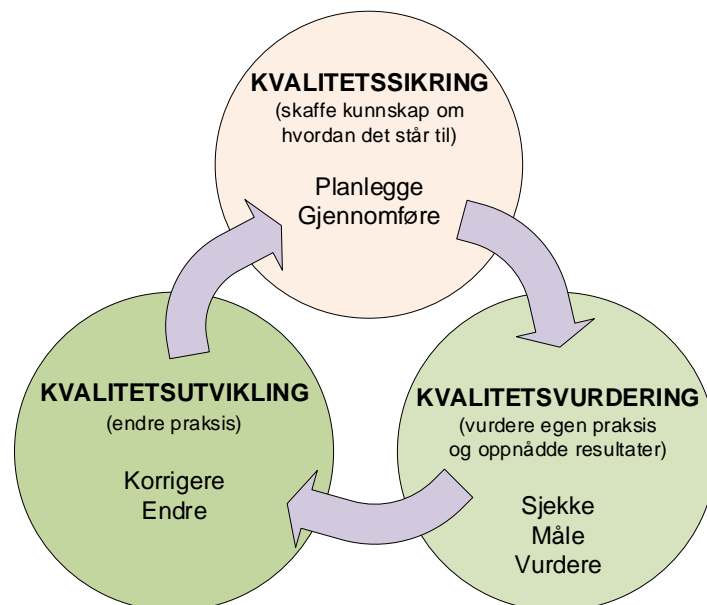 KVALITETSSIKRING
(skaffe kunnskap om
hvordan det står til)
Planlegge
Gjennomføre
KVALITETSUTVIKLING
(endre praksis)
Korrigere
Endre
KVALITETSVURDERING
(vurdere egen praksis
og oppnådde resultater)
Sjekke
Måle
Vurdere